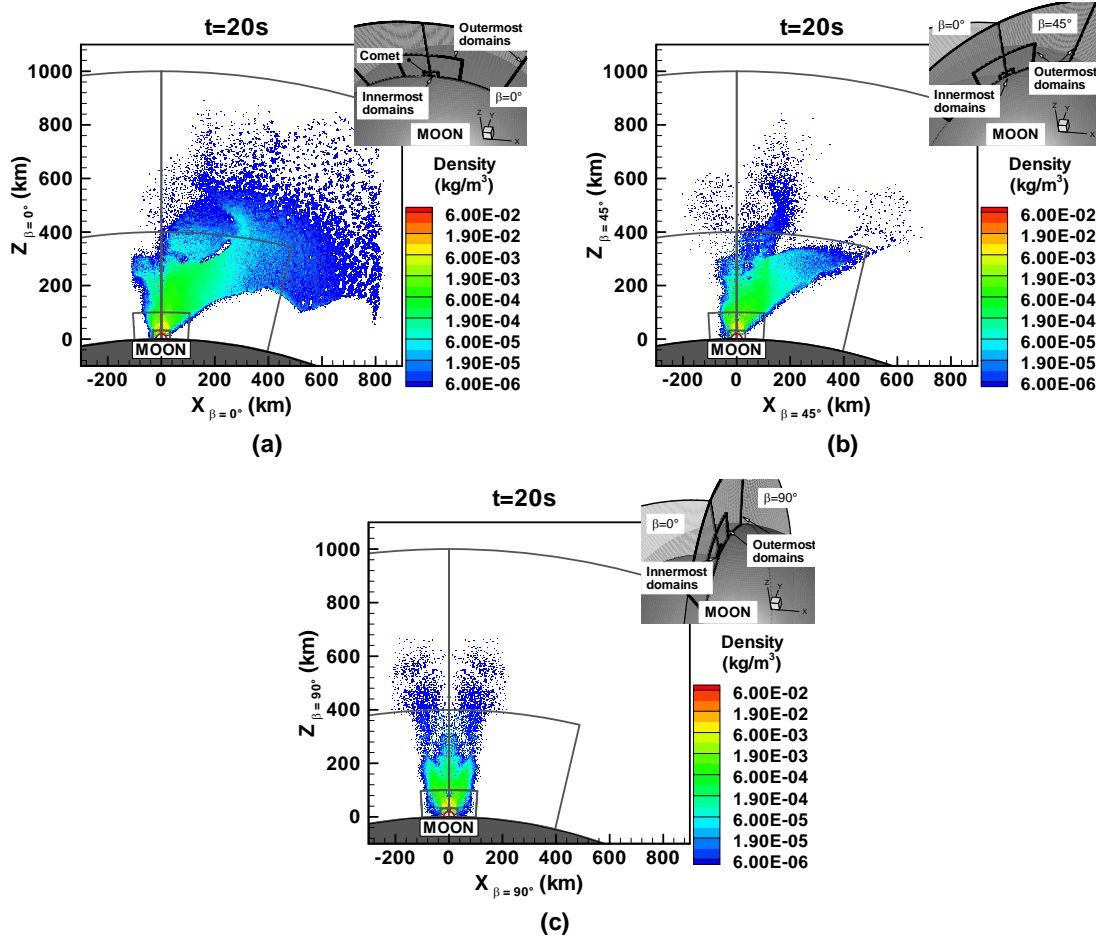 t=20s
Comet
Outermost
domains
Innermost
domains
β=0°
MOON
Z
Y
X
Z β=0° (km)
1000
800
600
400
200
0
MOON
-200 0 200 400 600 800
X β = 0° (km)
Density
(kg/m³)
6.00E-02
1.90E-02
6.00E-03
1.90E-03
6.00E-04
1.90E-04
6.00E-05
1.90E-05
6.00E-06
(a)
t=20s
β=0°
β=45°
Outermost
domains
Innermost
domains
MOON
Z
Y
X
Z β= 45° (km)
1000
800
600
400
200
0
MOON
-200 0 200 400 600 800
X β = 45° (km)
Density
(kg/m³)
6.00E-02
1.90E-02
6.00E-03
1.90E-03
6.00E-04
1.90E-04
6.00E-05
1.90E-05
6.00E-06
(b)
t=20s
β=90°
β=0°
Outermost
domains
Innermost
domains
MOON
Z
Y
X
Z β= 90° (km)
1000
800
600
400
200
0
MOON
-200 0 200 400 600 800
X β = 90° (km)
Density
(kg/m³)
6.00E-02
1.90E-02
6.00E-03
1.90E-03
6.00E-04
1.90E-04
6.00E-05
1.90E-05
6.00E-06
(c)